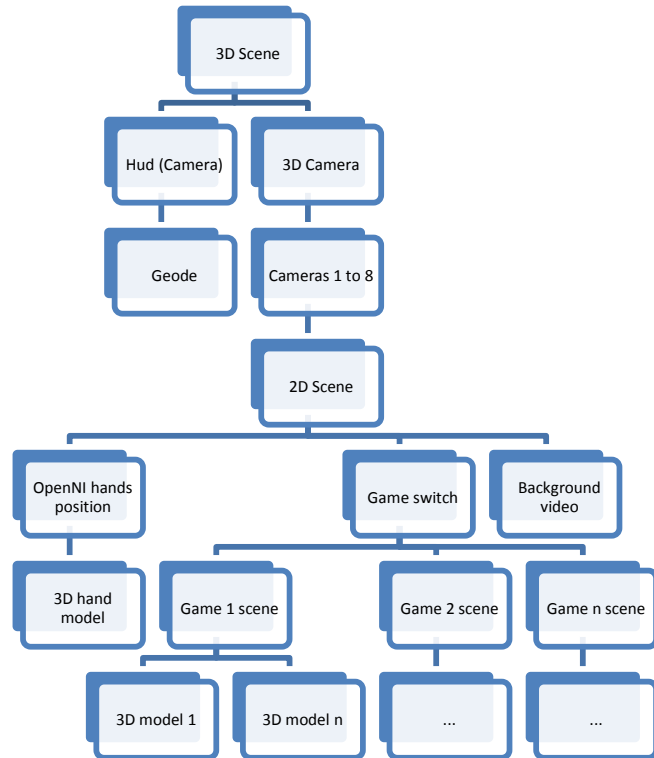 3D Scene
Hud (Camera)
3D Camera
Geode
Cameras 1 to 8
2D Scene
OpenNI hands
position
Game switch
Background
video
3D hand
model
Game 1 scene
Game 2 scene
Game n scene
3D model 1
3D model n
...
...